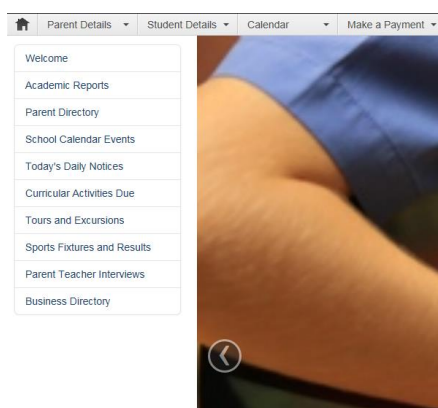 Parent Details Student Details Calendar Make a Payment
Welcome
Academic Reports
Parent Directory
School Calendar Events
Today's Daily Notices
Curricular Activities Due
Tours and Excursions
Sports Fixtures and Results
Parent Teacher Interviews
Business Directory